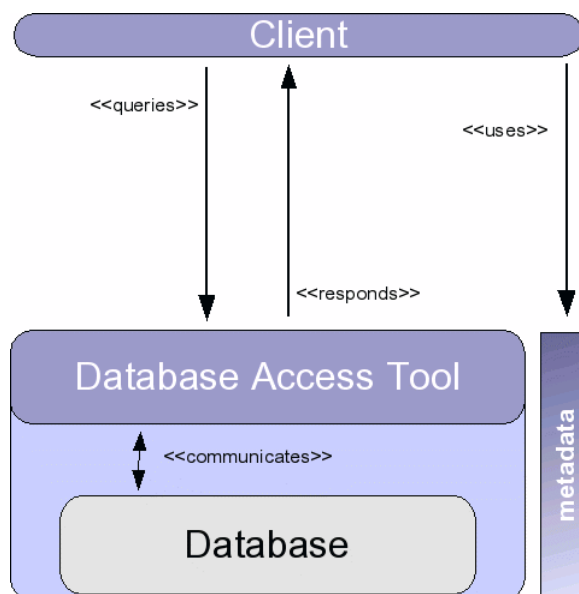 Client
<<queries>>
<<uses>>
<<responds>>
Database Access Tool
<<communicates>>
Database
metadata